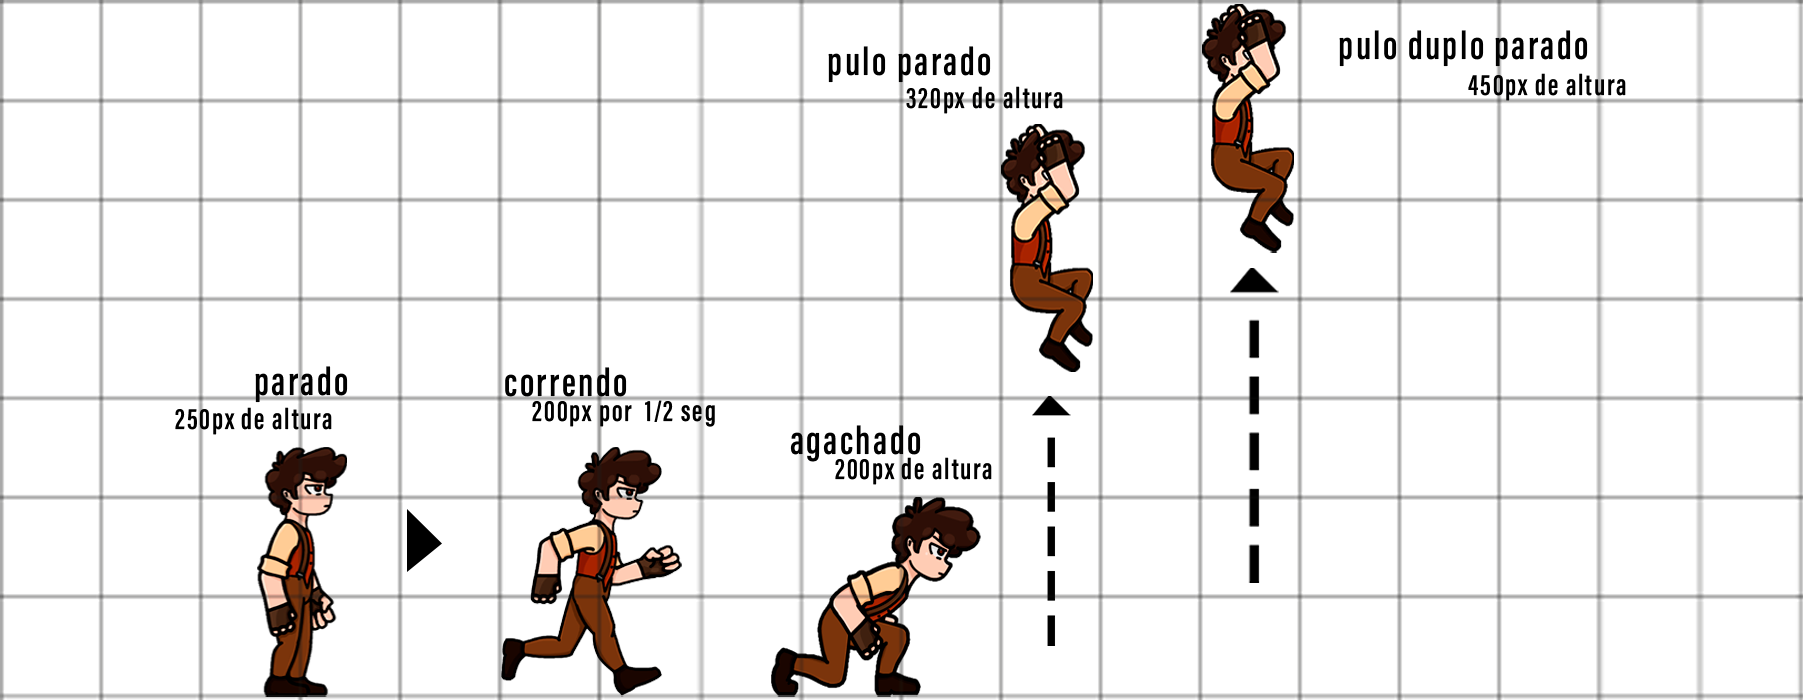 pulo parado
320px de altura
pulo duplo parado
450px de altura
parado
250px de altura
correndo
200px por 1/2 seg
agachado
200px de altura